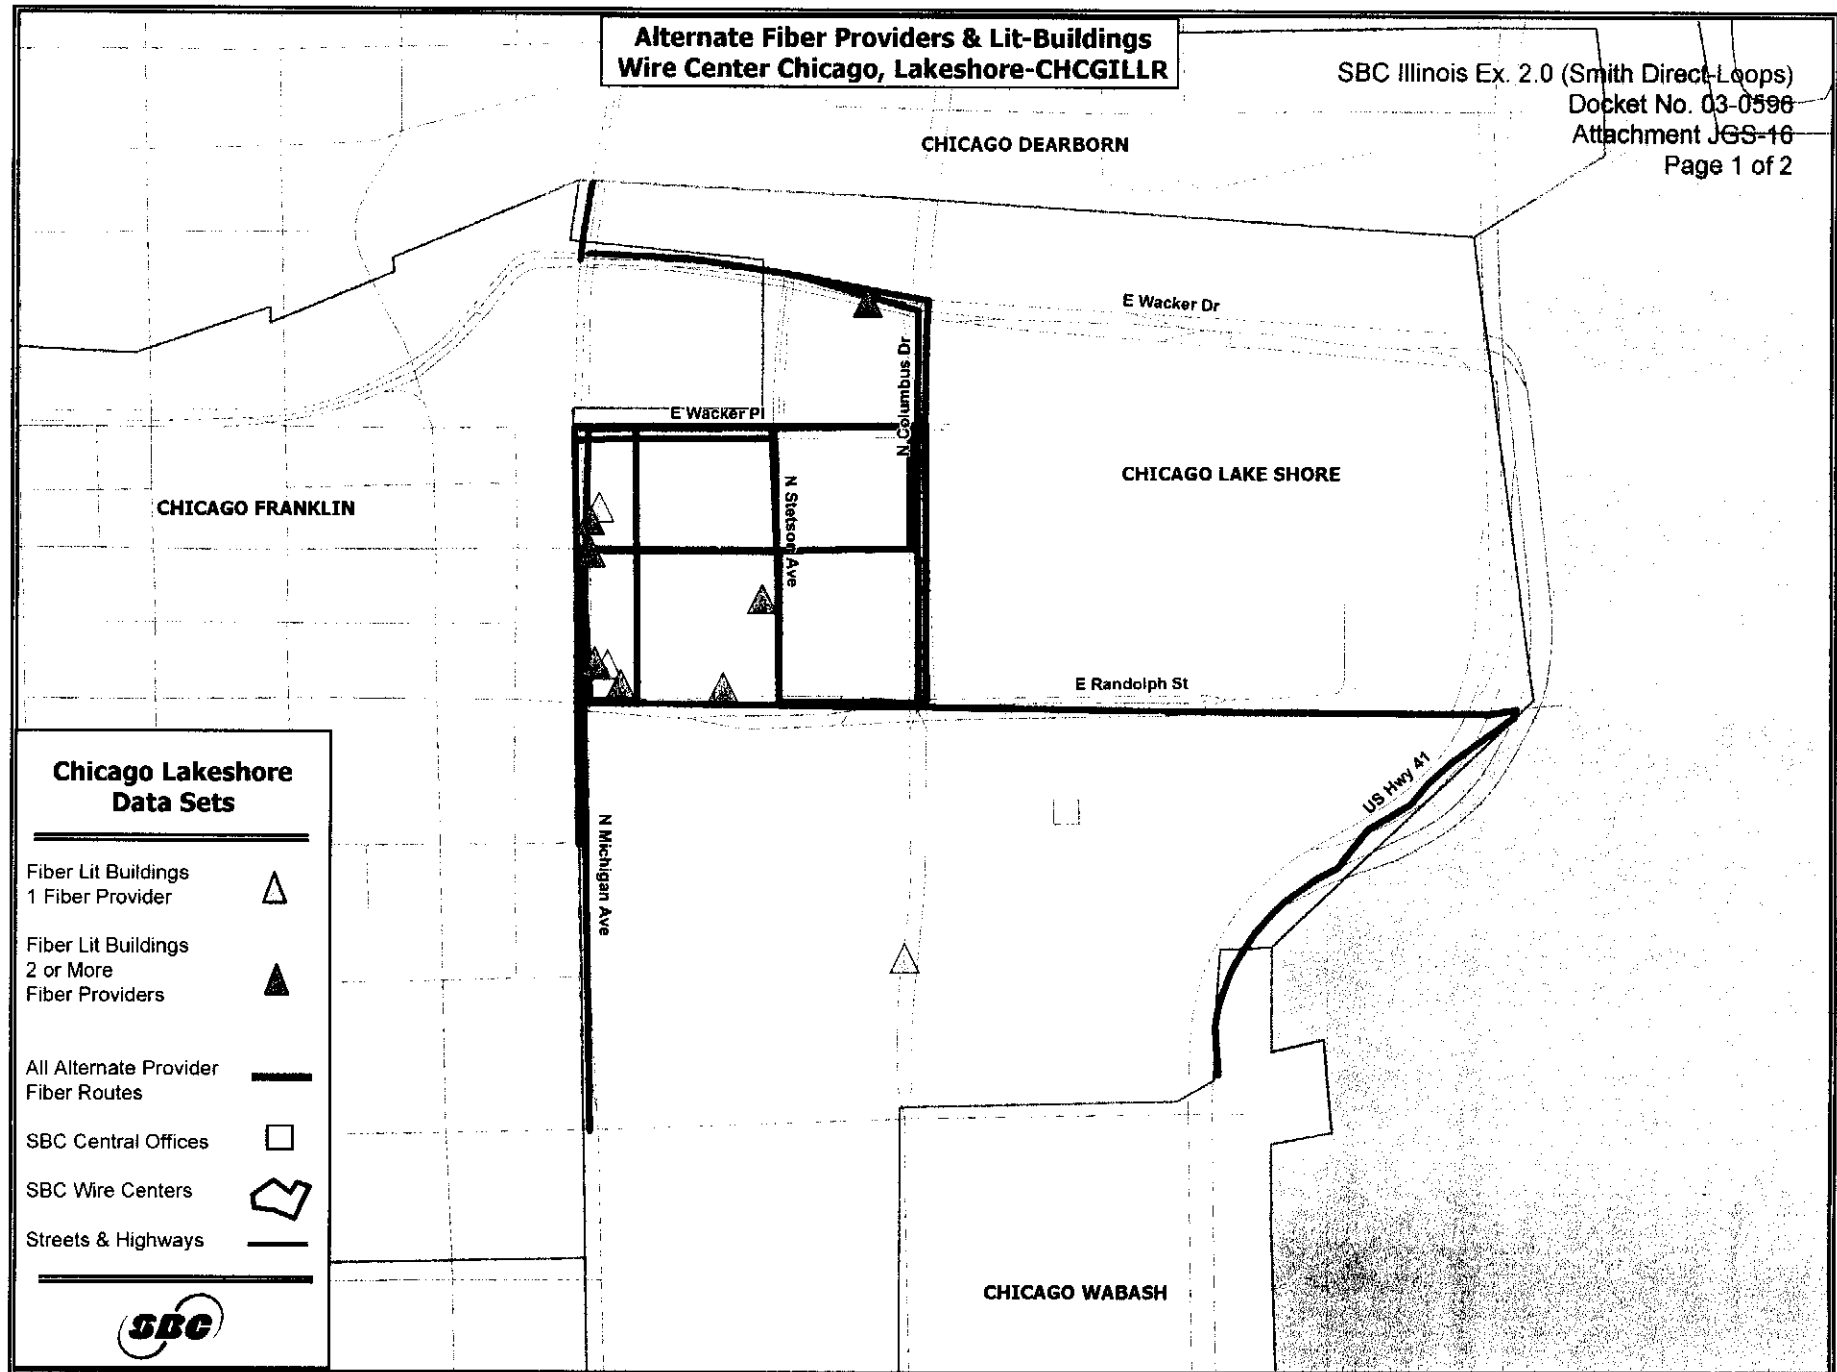 Alternate Fiber Providers & Lit-Buildings
Wire Center Chicago, Lakeshore-CHCGILLR
SBC Illinois Ex. 2.0 (Smith Direct-Loops)
Docket No. 03-0596
Attachment JGS-16
Page 1 of 2
CHICAGO DEARBORN
E Wacker Dr
N Columbus Dr
E Wacker Pl
CHICAGO LAKE SHORE
N Stetson Ave
CHICAGO FRANKLIN
E Randolph St
US Hwy 41
N Michigan Ave
CHICAGO WABASH
Chicago Lakeshore
Data Sets
Fiber Lit Buildings
1 Fiber Provider
Fiber Lit Buildings
2 or More
Fiber Providers
All Alternate Provider
Fiber Routes
SBC Central Offices
SBC Wire Centers
Streets & Highways
SBC